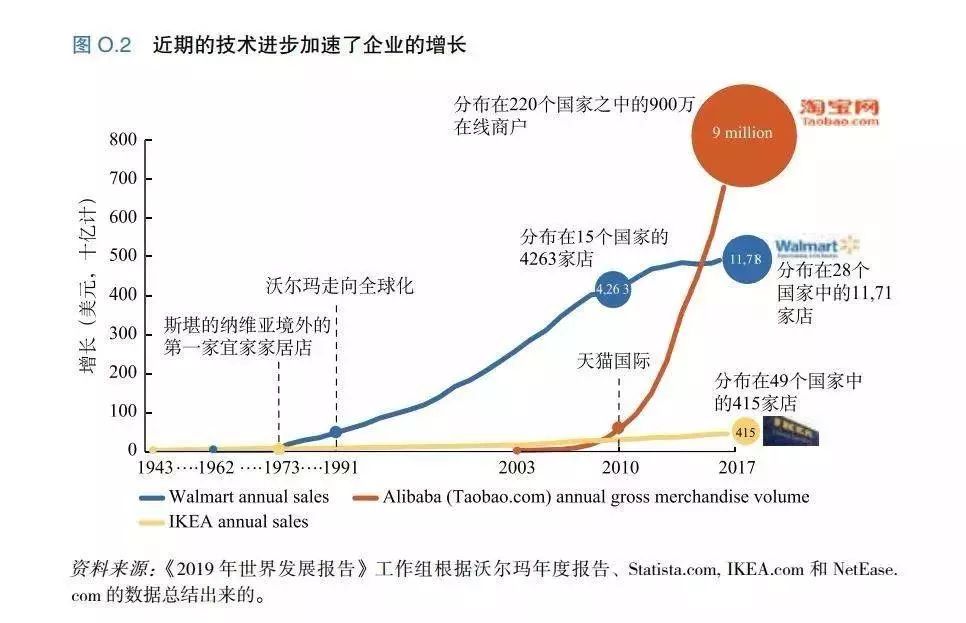 图 O.2 近期的技术进步加速了企业的增长
分布在220个国家之中的900万
在线商户
9 million
淘宝网
Taobao.com
800
700
600
500
400
300
200
100
0
增长（美元，十亿计）
分布在15个国家的
4263家店
4,263
Walmart
11,78
分布在28个
国家中的11,71
家店
沃尔玛走向全球化
斯堪的纳维亚境外的
第一家宜家家居店
天猫国际
分布在49个国家中
的415家店
415
IKEA
1943 ····1962 ····1973 ····1991 2003 2010 2017
Walmart annual sales Alibaba (Taobao.com) annual gross merchandise volume
IKEA annual sales
资料来源：《2019 年世界发展报告》工作组根据沃尔玛年度报告、Statista.com, IKEA.com 和 NetEase.
com 的数据总结出来的。